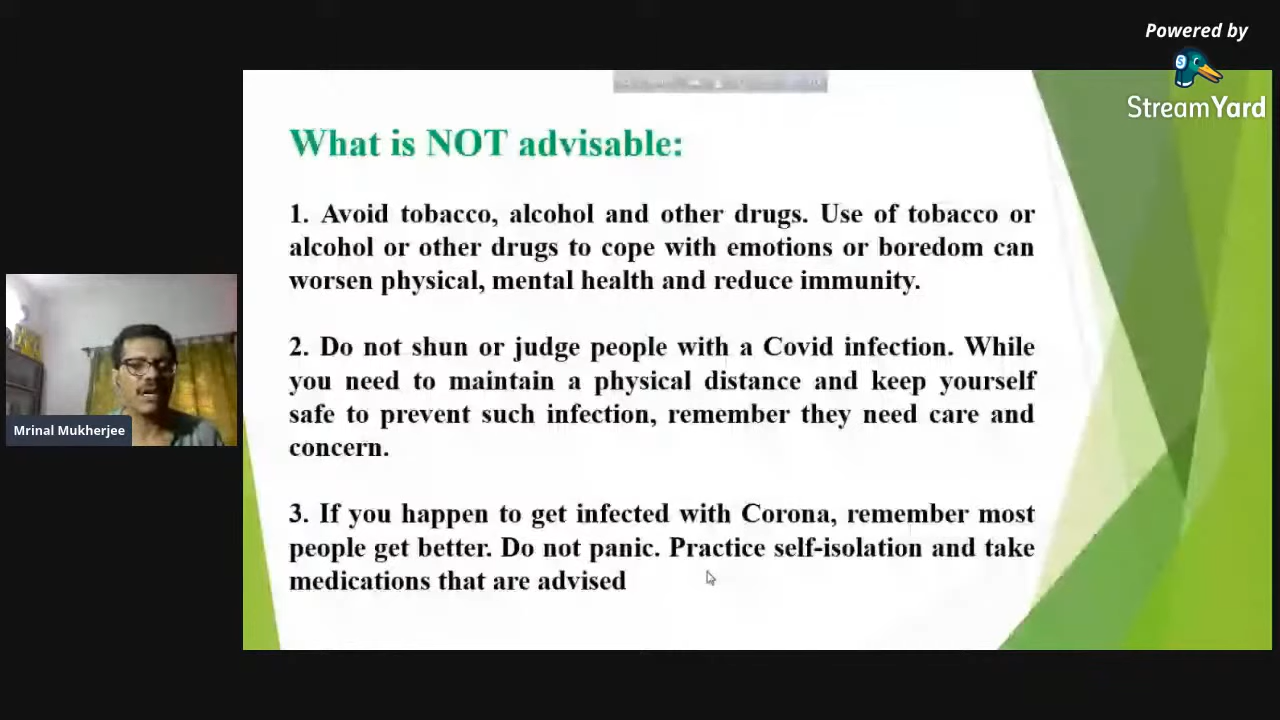 Powered by
StreamYard
What is NOT advisable:
1. Avoid tobacco, alcohol and other drugs. Use of tobacco or
alcohol or other drugs to cope with emotions or boredom can
worsen physical, mental health and reduce immunity.
2. Do not shun or judge people with a Covid infection. While
you need to maintain a physical distance and keep yourself
safe to prevent such infection, remember they need care and
concern.
3. If you happen to get infected with Corona, remember most
people get better. Do not panic. Practice self-isolation and take
medications that are advised
Mrinal Mukherjee